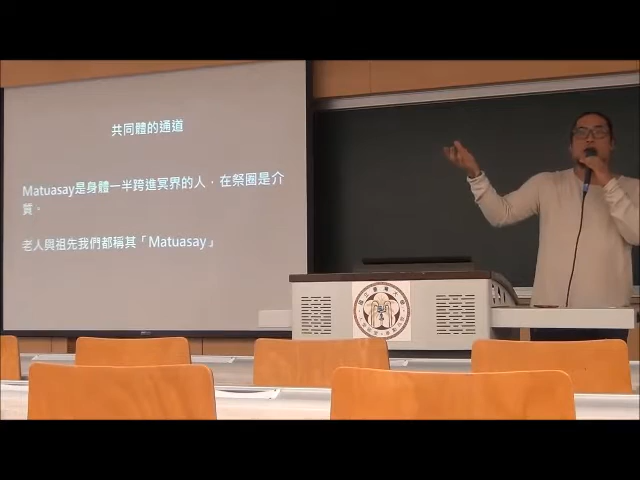 共同體的通道
Matuasay是身體一半跨進冥界的人，在祭圈是介
質。
老人與祖先我們都稱其「Matuasay」